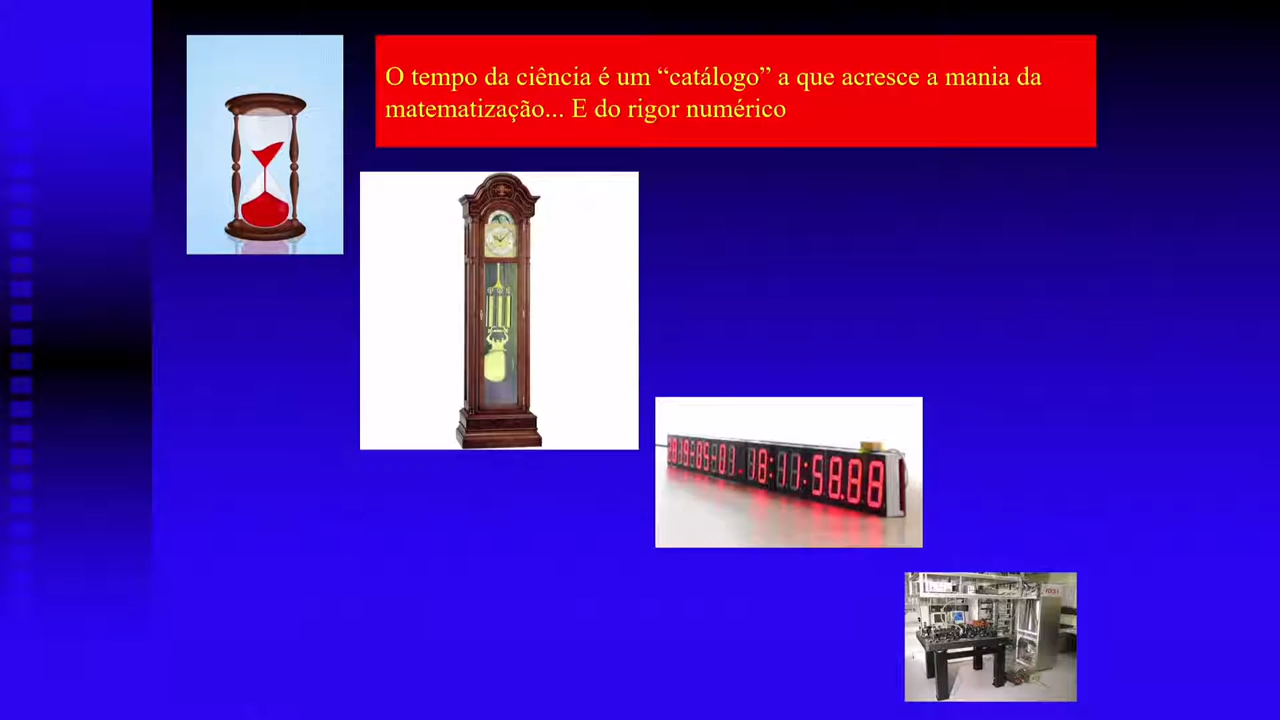 O tempo da ciência é um “catálogo” a que acresce a mania da
matematização... E do rigor numérico